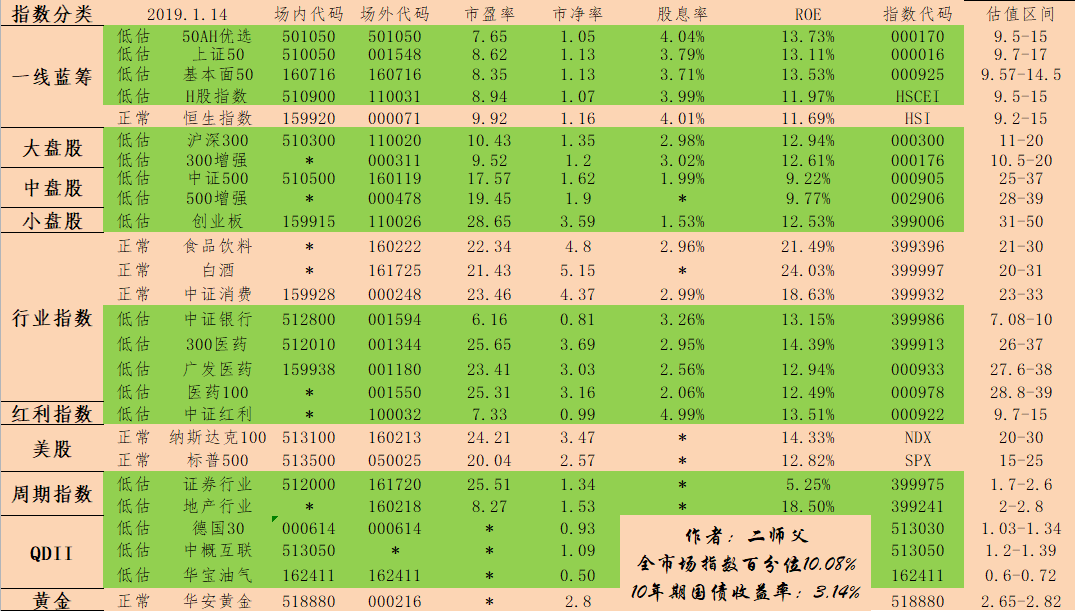 指数分类 2019.1.14 场内代码 场外代码 市盈率 市净率 股息率 ROE 指数代码 估值区间
一线蓝筹
低估 50AH优选 501050 501050 7.65 1.05 4.04% 13.73% 000170 9.5-15
低估 上证50 510050 001548 8.62 1.13 3.79% 13.11% 000016 9.7-17
低估 基本面50 160716 160716 8.35 1.13 3.71% 13.53% 000925 9.57-14.5
低估 H股指数 510900 110031 8.94 1.07 3.99% 11.97% HSCEI 9.5-15
正常 恒生指数 159920 000071 9.92 1.16 4.01% 11.69% HSI 9.2-15
大盘股
低估 沪深300 510300 110020 10.43 1.35 2.98% 12.94% 000300 11-20
低估 300增强 * 000311 9.52 1.2 3.02% 12.61% 000176 10.5-20
中盘股
低估 中证500 510500 160119 17.57 1.62 1.99% 9.22% 000905 25-37
低估 500增强 * 000478 19.45 1.9 * 9.77% 002906 28-39
小盘股 低估 创业板 159915 110026 28.65 3.59 1.53% 12.53% 399006 31-50
行业指数
正常 食品饮料 * 160222 22.34 4.8 2.96% 21.49% 399396 21-30
正常 白酒 * 161725 21.43 5.15 * 24.03% 399997 20-31
正常 中证消费 159928 000248 23.46 4.37 2.99% 18.63% 399932 23-33
低估 中证银行 512800 001594 6.16 0.81 3.26% 13.15% 399986 7.08-10
低估 300医药 512010 001344 25.65 3.69 2.95% 14.39% 399913 26-37
低估 广发医药 159938 001180 23.41 3.03 2.56% 12.94% 000933 27.6-38
低估 医药100 * 001550 25.31 3.16 2.06% 12.49% 000978 28.8-39
红利指数 低估 中证红利 * 100032 7.33 0.99 4.99% 13.51% 000922 9.7-15
美股
正常 纳斯达克100 513100 160213 24.21 3.47 * 14.33% NDX 20-30
正常 标普500 513500 050025 20.04 2.57 * 12.82% SPX 15-25
周期指数
低估 证券行业 512000 161720 25.51 1.34 * 5.25% 399975 1.7-2.6
低估 地产行业 * 160218 8.27 1.53 * 18.50% 399241 2-2.8
QDII
低估 德国30 000614 000614 * 0.93 513030 1.03-1.34
低估 中概互联 513050 * * 1.09 513050 1.2-1.39
低估 华宝油气 162411 162411 * 0.50 162411 0.6-0.72
黄金 正常 华安黄金 518880 000216 * 2.8 518880 2.65-2.82
作者：二师父
全市场指数百分位10.08%
10年期国债收益率：3.14%